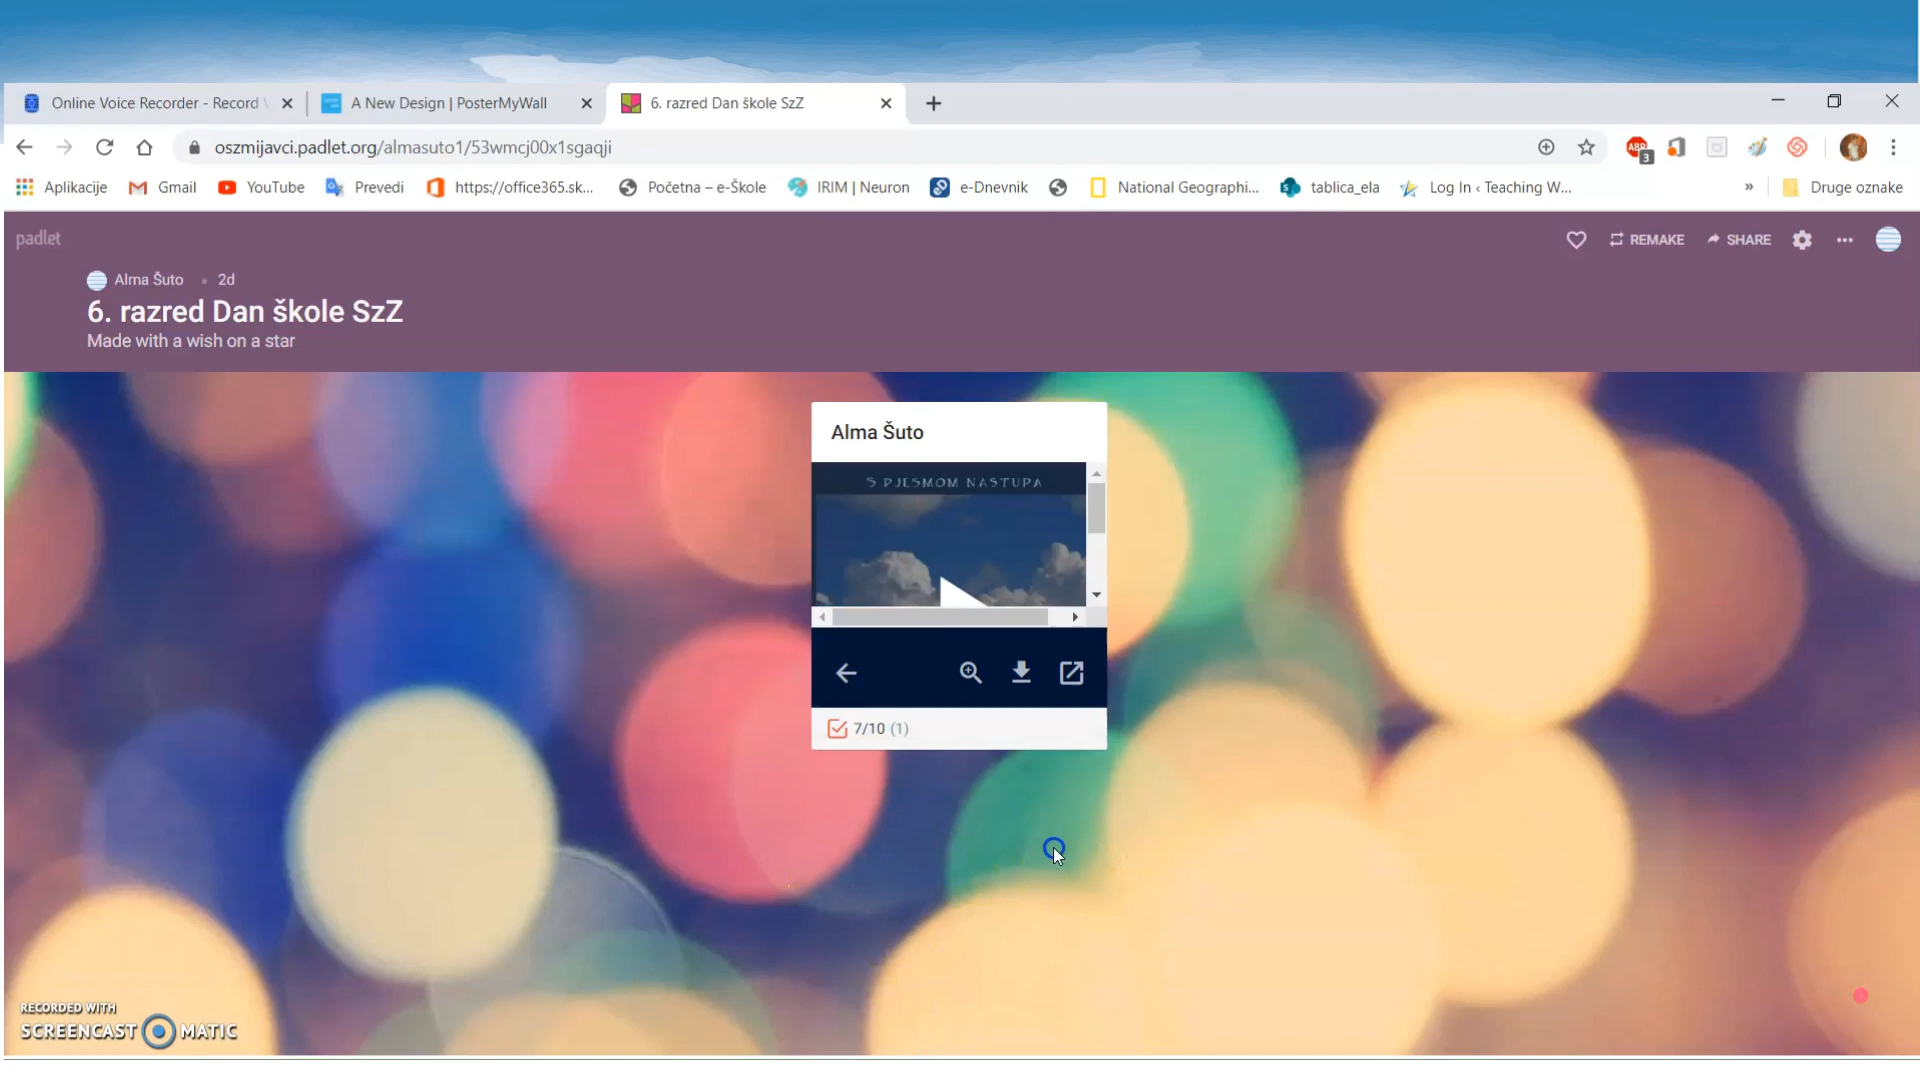 Online Voice Recorder - Record
A New Design | PosterMyWall
6. razred Dan škole SzZ
oszmijavci.padlet.org/almasuto1/53wmcj00x1sgaqji
ABP
3
Aplikacije
Gmail
YouTube
Prevedi
https://office365.sk...
Početna – e-Škole
IRIM | Neuron
e-Dnevnik
National Geographi...
tablica_ela
Log In ‹ Teaching W...
»
Druge oznake
padlet
REMAKE
SHARE
Alma Šuto • 2d
6. razred Dan škole SzZ
Made with a wish on a star
Alma Šuto
S PJESMOM NASTUPA
7/10 (1)
RECORDED WITH
SCREENCAST MATIC